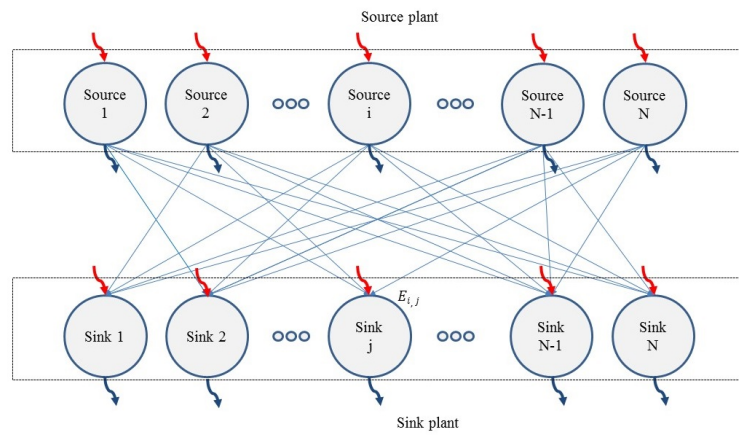 Source plant
Source
1
Source
2
Source
i
Source
N-1
Source
N
E_{i,j}
Sink 1
Sink 2
Sink
j
Sink
N-1
Sink
N
Sink plant